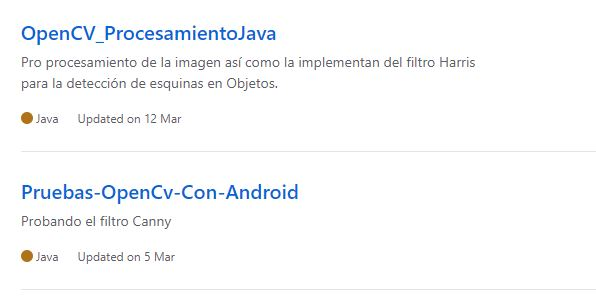 OpenCV_ProcesamientoJava
Pro procesamiento de la imagen así como la implementan del filtro Harris
para la detección de esquinas en Objetos.
Java Updated on 12 Mar
Pruebas-OpenCv-Con-Android
Probando el filtro Canny
Java Updated on 5 Mar